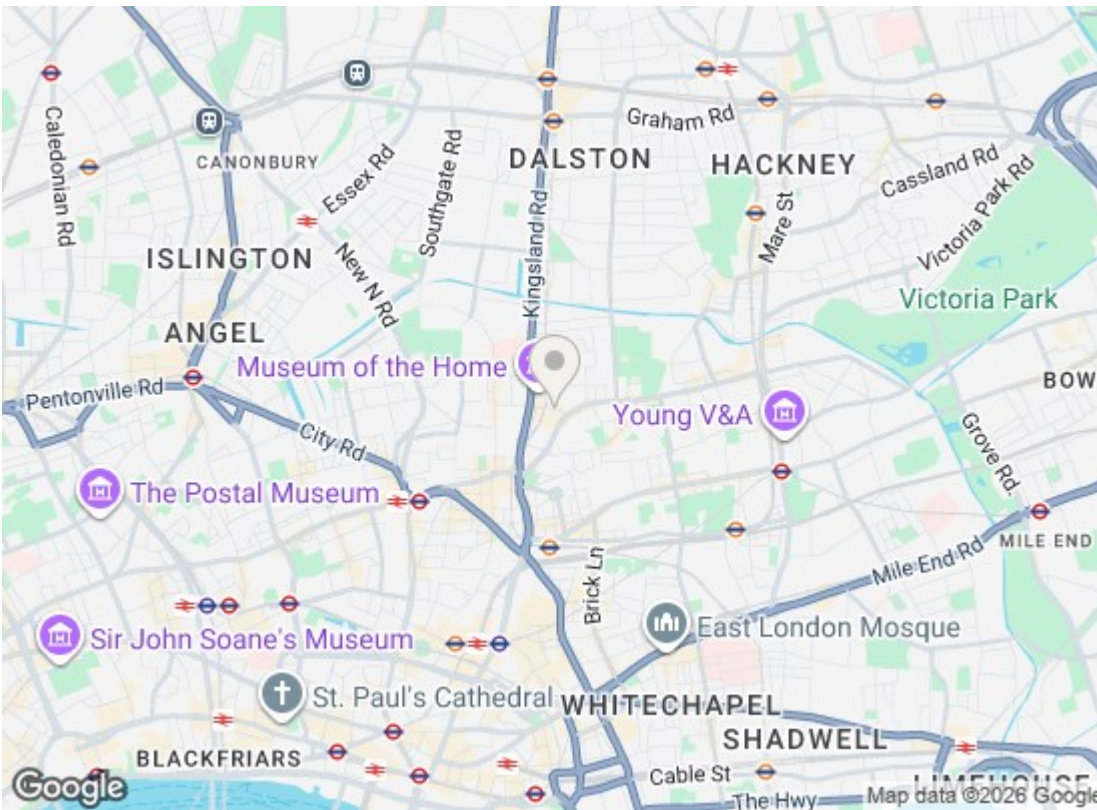 Graham Rd
DALSTON
HACKNEY
CANONBURY
Caledonian Rd
Essex Rd
Southgate Rd
Cassland Rd
Mare St
Victoria Park Rd
ISLINGTON
New N Rd
Kingsland Rd
Victoria Park
ANGEL
Museum of the Home
Pentonville Rd
BOW
Young V&A
City Rd
Grove Rd.
The Postal Museum
MILE END
Mile End Rd
Brick Ln
East London Mosque
Sir John Soane's Museum
St. Paul's Cathedral
WHITECHAPEL
SHADWELL
BLACKFRIARS
Cable St
LIMEHOUSE
The Hwy
Google
Map data ©2026 Google